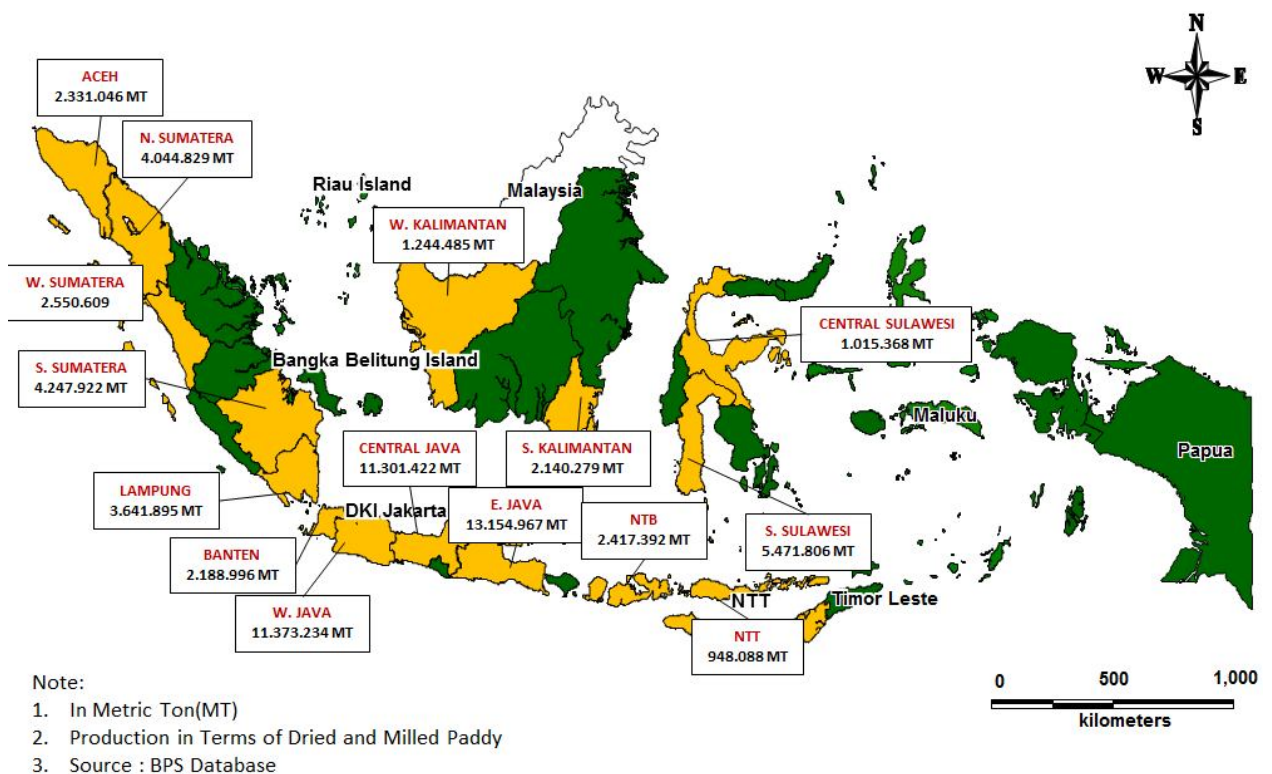 N
W E
S
ACEH
2.331.046 MT
N. SUMATERA
4.044.829 MT
Riau Island
Malaysia
W. KALIMANTAN
1.244.485 MT
W. SUMATERA
2.550.609
CENTRAL SULAWESI
1.015.368 MT
Bangka Belitung Island
S. SUMATERA
4.247.922 MT
Maluku
Papua
CENTRAL JAVA
11.301.422 MT
S. KALIMANTAN
2.140.279 MT
LAMPUNG
3.641.895 MT
DKI Jakarta
E. JAVA
13.154.967 MT
NTB
2.417.392 MT
S. SULAWESI
5.471.806 MT
BANTEN
2.188.996 MT
W. JAVA
11.373.234 MT
NTT
Timor Leste
NTT
948.088 MT
0 500 1,000
kilometers
Note:
1. In Metric Ton(MT)
2. Production in Terms of Dried and Milled Paddy
3. Source : BPS Database